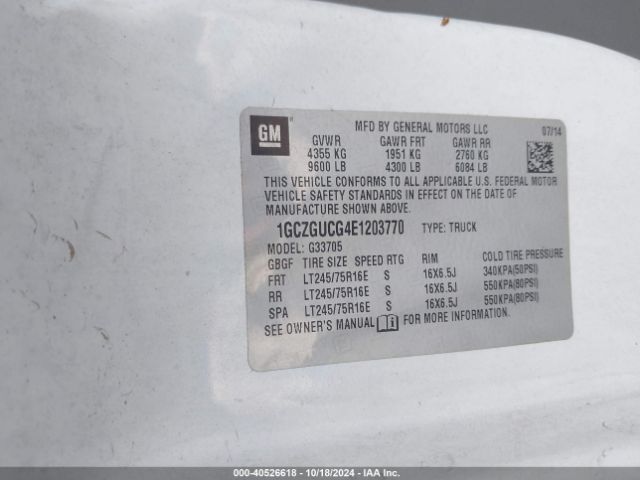 GM
MFD BY GENERAL MOTORS LLC 07/14
GVWR GAWR FRT GAWR RR
4355 KG 1951 KG 2760 KG
9600 LB 4300 LB 6084 LB
THIS VEHICLE CONFORMS TO ALL APPLICABLE U.S. FEDERAL MOTOR
VEHICLE SAFETY STANDARDS IN EFFECT ON THE DATE OF
MANUFACTURE SHOWN ABOVE.
1GCZGUCG4E1203770 TYPE: TRUCK
MODEL: G33705
GBGF TIRE SIZE SPEED RTG RIM COLD TIRE PRESSURE
FRT LT245/75R16E S 16X6.5J 340KPA(50PSI)
RR LT245/75R16E S 16X6.5J 550KPA(80PSI)
SPA LT245/75R16E S 16X6.5J 550KPA(80PSI)
SEE OWNER'S MANUAL FOR MORE INFORMATION.
000-40526618 - 10/18/2024 - IAA Inc.